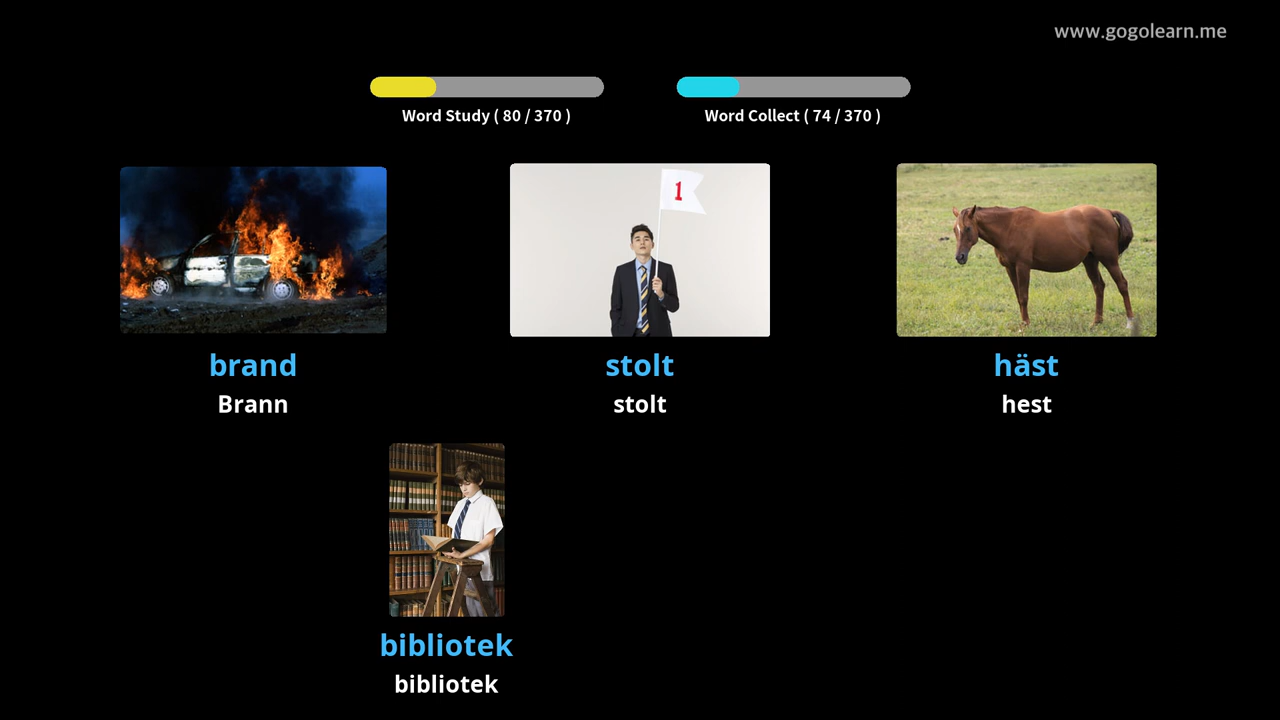 www.gogolearn.me
Word Study ( 80 / 370 )
Word Collect ( 74 / 370 )
1
brand
Brann
stolt
stolt
häst
hest
bibliotek
bibliotek